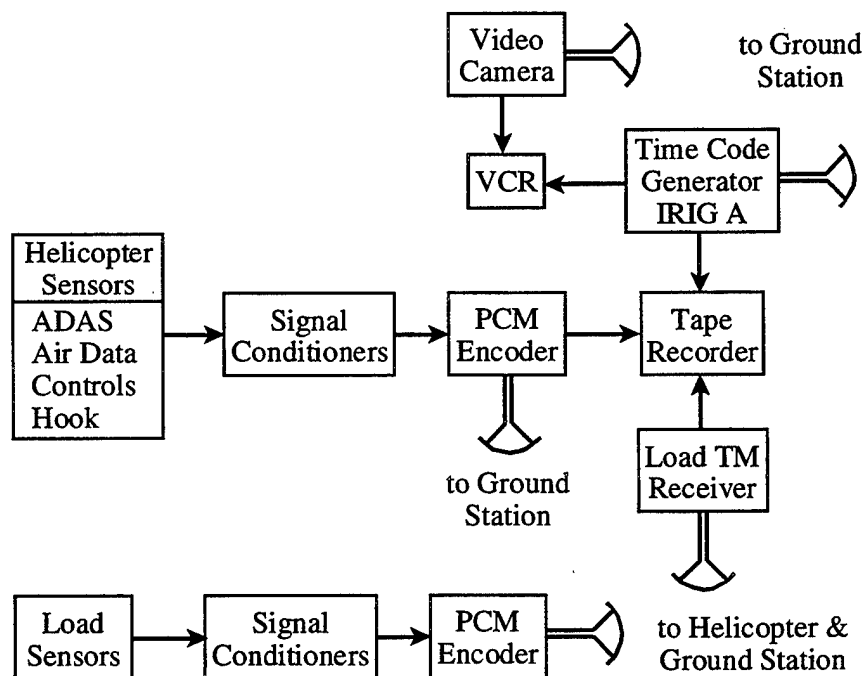 Video
Camera
to Ground
Station
VCR
Time Code
Generator
IRIG A
Helicopter
Sensors
ADAS
Air Data
Controls
Hook
Signal
Conditioners
PCM
Encoder
Tape
Recorder
to Ground
Station
Load TM
Receiver
Load
Sensors
Signal
Conditioners
PCM
Encoder
to Helicopter &
Ground Station